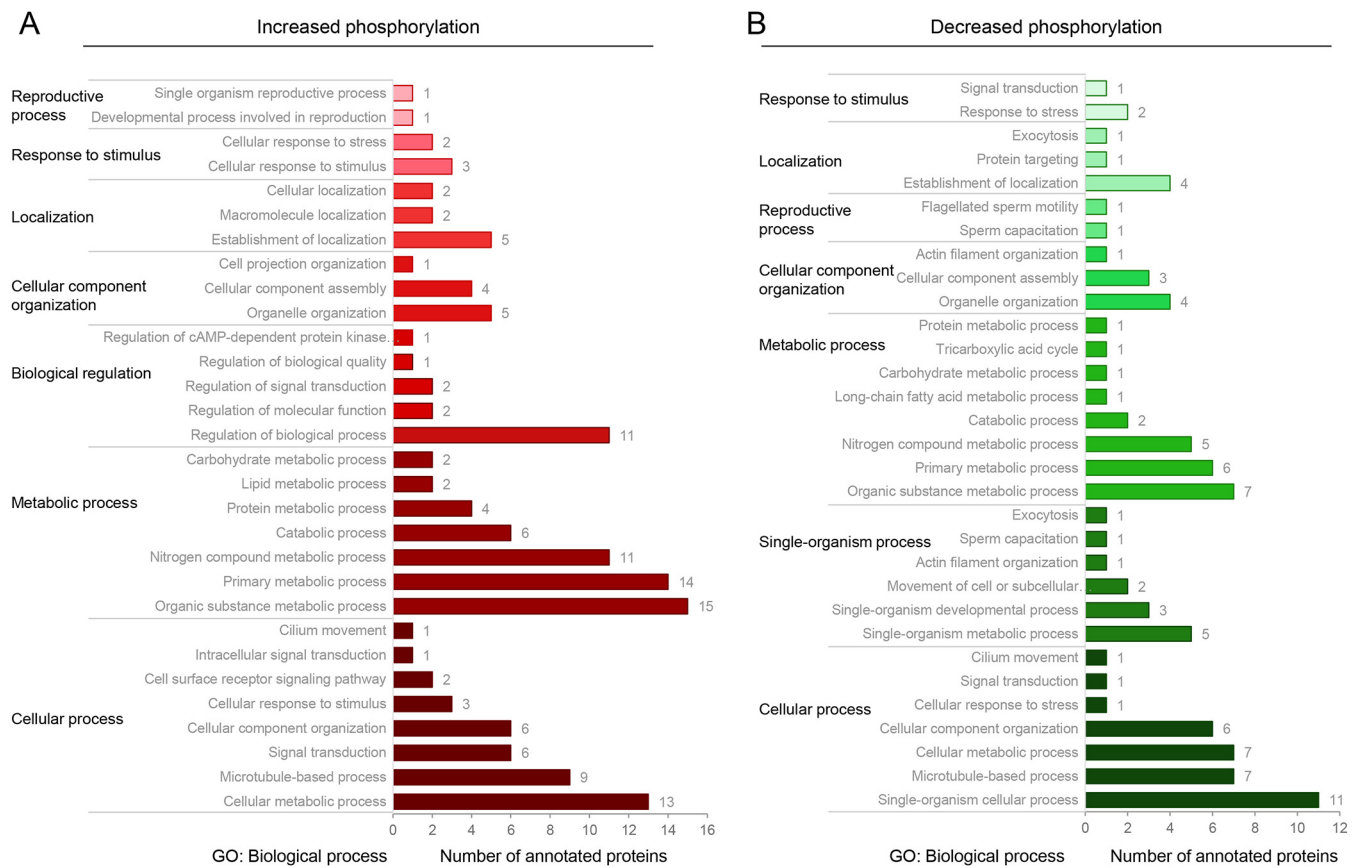 A
Increased phosphorylation
Reproductive
process
Single organism reproductive process 1
Developmental process involved in reproduction 1
Response to stimulus
Cellular response to stress 2
Cellular response to stimulus 3
Localization
Cellular localization 2
Macromolecule localization 2
Establishment of localization 5
Cellular component
organization
Cell projection organization 1
Cellular component assembly 4
Organelle organization 5
Biological regulation
Regulation of cAMP-dependent protein kinase... 1
Regulation of biological quality 1
Regulation of signal transduction 2
Regulation of molecular function 2
Regulation of biological process 11
Metabolic process
Carbohydrate metabolic process 2
Lipid metabolic process 2
Protein metabolic process 4
Catabolic process 6
Nitrogen compound metabolic process 11
Primary metabolic process 14
Organic substance metabolic process 15
Cellular process
Cilium movement 1
Intracellular signal transduction 1
Cell surface receptor signaling pathway 2
Cellular response to stimulus 3
Cellular component organization 6
Signal transduction 6
Microtubule-based process 9
Cellular metabolic process 13
0 2 4 6 8 10 12 14 16
GO: Biological process Number of annotated proteins
B
Decreased phosphorylation
Response to stimulus
Signal transduction 1
Response to stress 2
Localization
Exocytosis 1
Protein targeting 1
Establishment of localization 4
Reproductive
process
Flagellated sperm motility 1
Sperm capacitation 1
Cellular component
organization
Actin filament organization 1
Cellular component assembly 3
Organelle organization 4
Metabolic process
Protein metabolic process 1
Tricarboxylic acid cycle 1
Carbohydrate metabolic process 1
Long-chain fatty acid metabolic process 1
Catabolic process 2
Nitrogen compound metabolic process 5
Primary metabolic process 6
Organic substance metabolic process 7
Single-organism process
Exocytosis 1
Sperm capacitation 1
Actin filament organization 1
Movement of cell or subcellular... 2
Single-organism developmental process 3
Single-organism metabolic process 5
Cellular process
Cilium movement 1
Signal transduction 1
Cellular response to stress 1
Cellular component organization 6
Cellular metabolic process 7
Microtubule-based process 7
Single-organism cellular process 11
0 2 4 6 8 10 12
GO: Biological process Number of annotated proteins